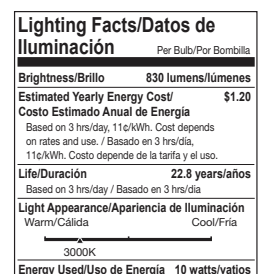 Lighting Facts/Datos de
Iluminación Per Bulb/Por Bombilla
Brightness/Brillo 830 lumens/lúmenes
Estimated Yearly Energy Cost/ $1.20
Costo Estimado Anual de Energía
Based on 3 hrs/day, 11¢/kWh. Cost depends
on rates and use. / Basado en 3 hrs/día,
11¢/kWh. Costo depende de la tarifa y el uso.
Life/Duración 22.8 years/años
Based on 3 hrs/day / Basado en 3 hrs/dia
Light Appearance/Apariencia de Iluminación
Warm/Cálida Cool/Fría
3000K
Energy Used/Uso de Energía 10 watts/vatios